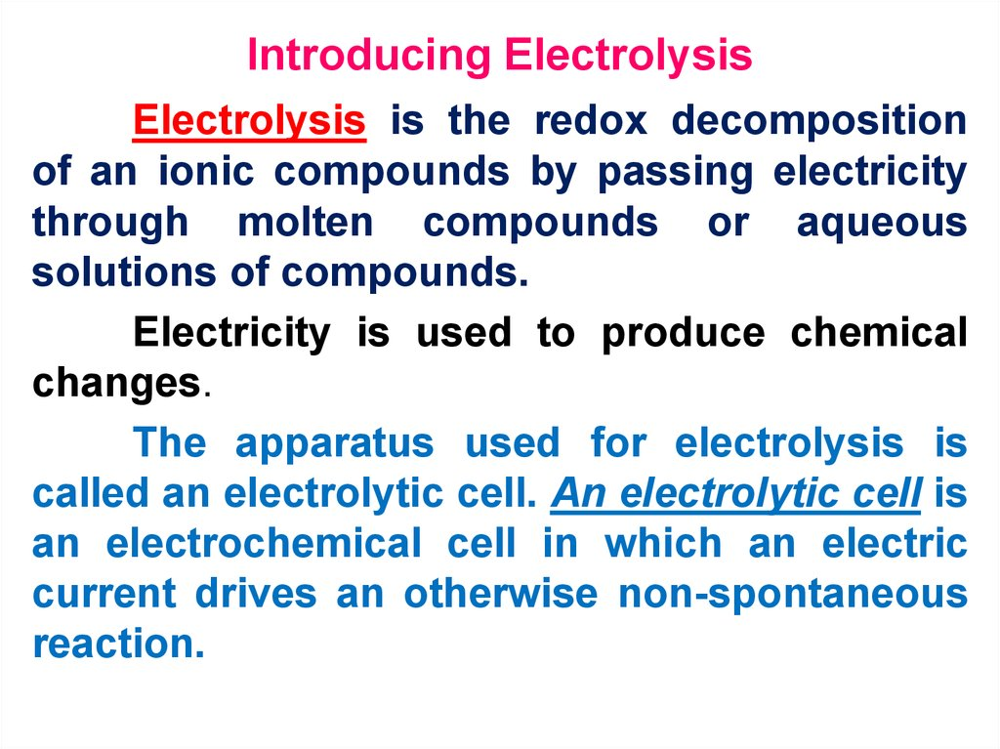 Introducing Electrolysis
Electrolysis is the redox decomposition
of an ionic compounds by passing electricity
through molten compounds or aqueous
solutions of compounds.
Electricity is used to produce chemical
changes.
The apparatus used for electrolysis is
called an electrolytic cell. An electrolytic cell is
an electrochemical cell in which an electric
current drives an otherwise non-spontaneous
reaction.